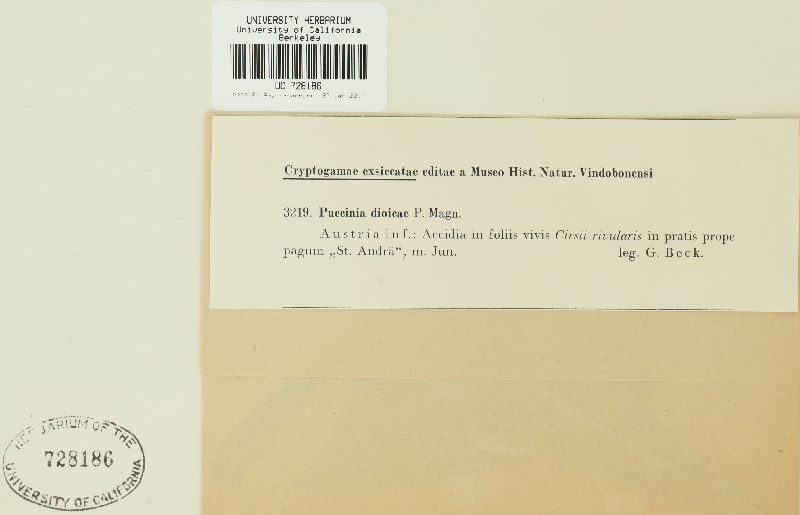 UNIVERSITY HERBARIUM
University of California
Berkeley
UC 728186
Cryptogamae exsiccatae editae a Museo Hist. Natur. Vindobonensi
3219. Puccinia dioicae P. Magn.
Austria inf.: Aecidia in foliis vivis Cirsii rivularis in pratis prope
pagum „St. Andrä“, m. Jun. leg. G. Beck.
HERBARIUM OF THE
728186
UNIVERSITY OF CALIFORNIA